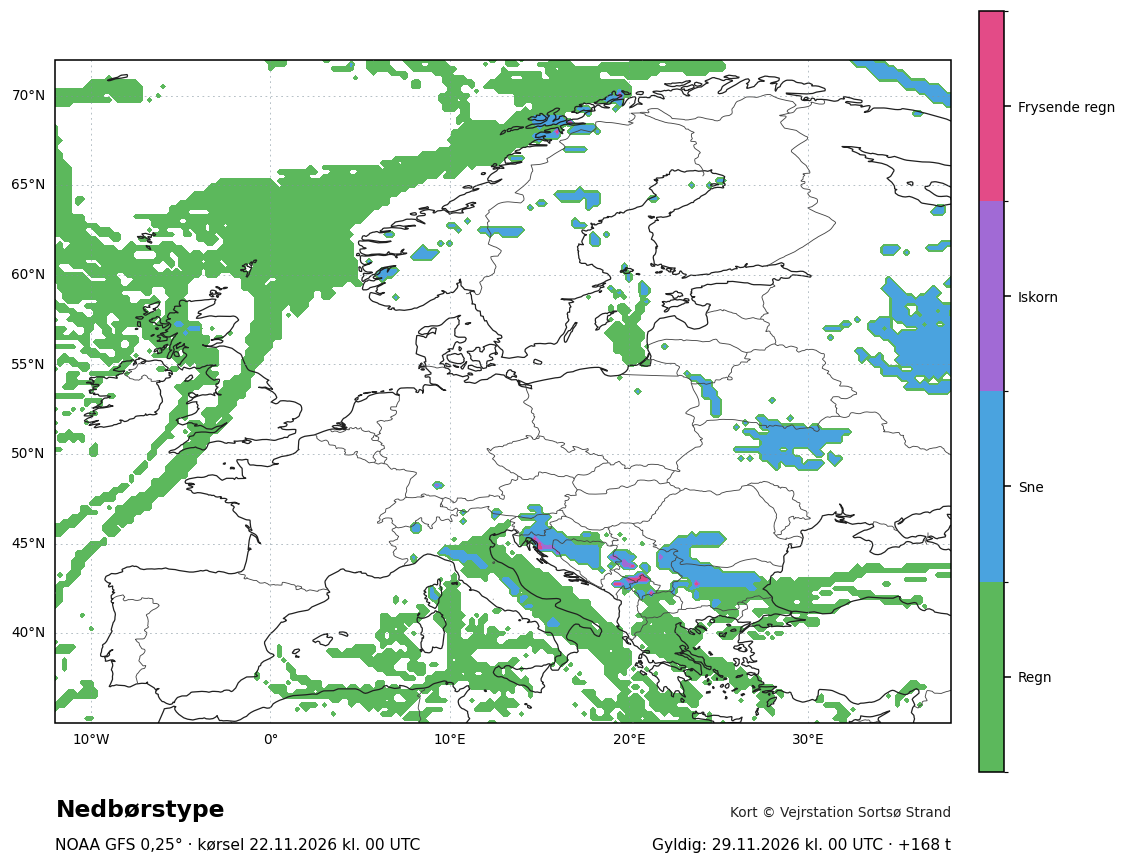 70°N
65°N
60°N
55°N
50°N
45°N
40°N
10°W
0°
10°E
20°E
30°E
Frysende regn
Iskorn
Sne
Regn
Nedbørstype
Kort © Vejrstation Sortsø Strand
NOAA GFS 0,25° · kørsel 22.11.2026 kl. 00 UTC
Gyldig: 29.11.2026 kl. 00 UTC · +168 t